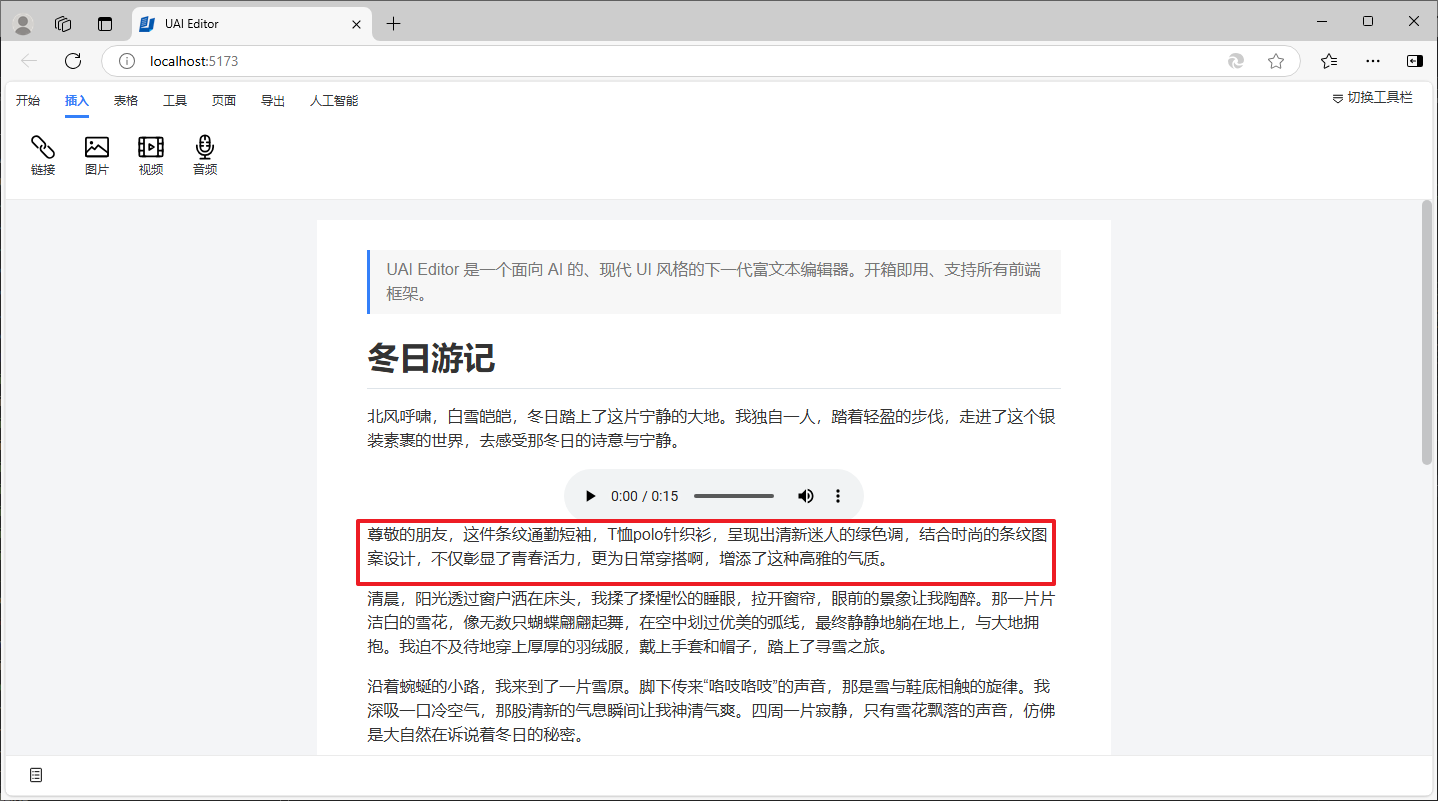 UAI Editor
localhost:5173
开始 插入 表格 工具 页面 导出 人工智能 切换工具栏
链接 图片 视频 音频
UAI Editor 是一个面向 AI 的、现代 UI 风格的下一代富文本编辑器。开箱即用、支持所有前端
框架。
冬日游记
北风呼啸，白雪皑皑，冬日踏上了这片宁静的大地。我独自一人，踏着轻盈的步伐，走进了这个银
装素裹的世界，去感受那冬日的诗意与宁静。
0:00 / 0:15
尊敬的朋友，这件条纹通勤短袖，T恤polo针织衫，呈现出清新迷人的绿色调，结合时尚的条纹图
案设计，不仅彰显了青春活力，更为日常穿搭啊，增添了这种高雅的气质。
清晨，阳光透过窗户洒在床头，我揉了揉惺忪的睡眼，拉开窗帘，眼前的景象让我陶醉。那一片片
洁白的雪花，像无数只蝴蝶翩翩起舞，在空中划过优美的弧线，最终静静地躺在地上，与大地拥
抱。我迫不及待地穿上厚厚的羽绒服，戴上手套和帽子，踏上了寻雪之旅。
沿着蜿蜒的小路，我来到了一片雪原。脚下传来“咯吱咯吱”的声音，那是雪与鞋底相触的旋律。我
深吸一口冷空气，那股清新的气息瞬间让我神清气爽。四周一片寂静，只有雪花飘落的声音，仿佛
是大自然在诉说着冬日的秘密。